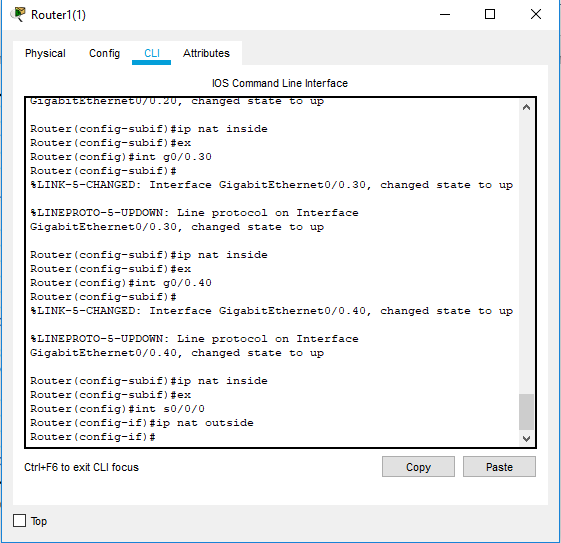 Router1(1)
Physical Config CLI Attributes
IOS Command Line Interface
GigabitEthernet0/0.20, changed state to up
Router(config-subif)#ip nat inside
Router(config-subif)#ex
Router(config)#int g0/0.30
Router(config-subif)#
%LINK-5-CHANGED: Interface GigabitEthernet0/0.30, changed state to up
%LINEPROTO-5-UPDOWN: Line protocol on Interface
GigabitEthernet0/0.30, changed state to up
Router(config-subif)#ip nat inside
Router(config-subif)#ex
Router(config)#int g0/0.40
Router(config-subif)#
%LINK-5-CHANGED: Interface GigabitEthernet0/0.40, changed state to up
%LINEPROTO-5-UPDOWN: Line protocol on Interface
GigabitEthernet0/0.40, changed state to up
Router(config-subif)#ip nat inside
Router(config-subif)#ex
Router(config)#int s0/0/0
Router(config-if)#ip nat outside
Router(config-if)#
Ctrl+F6 to exit CLI focus Copy Paste
Top